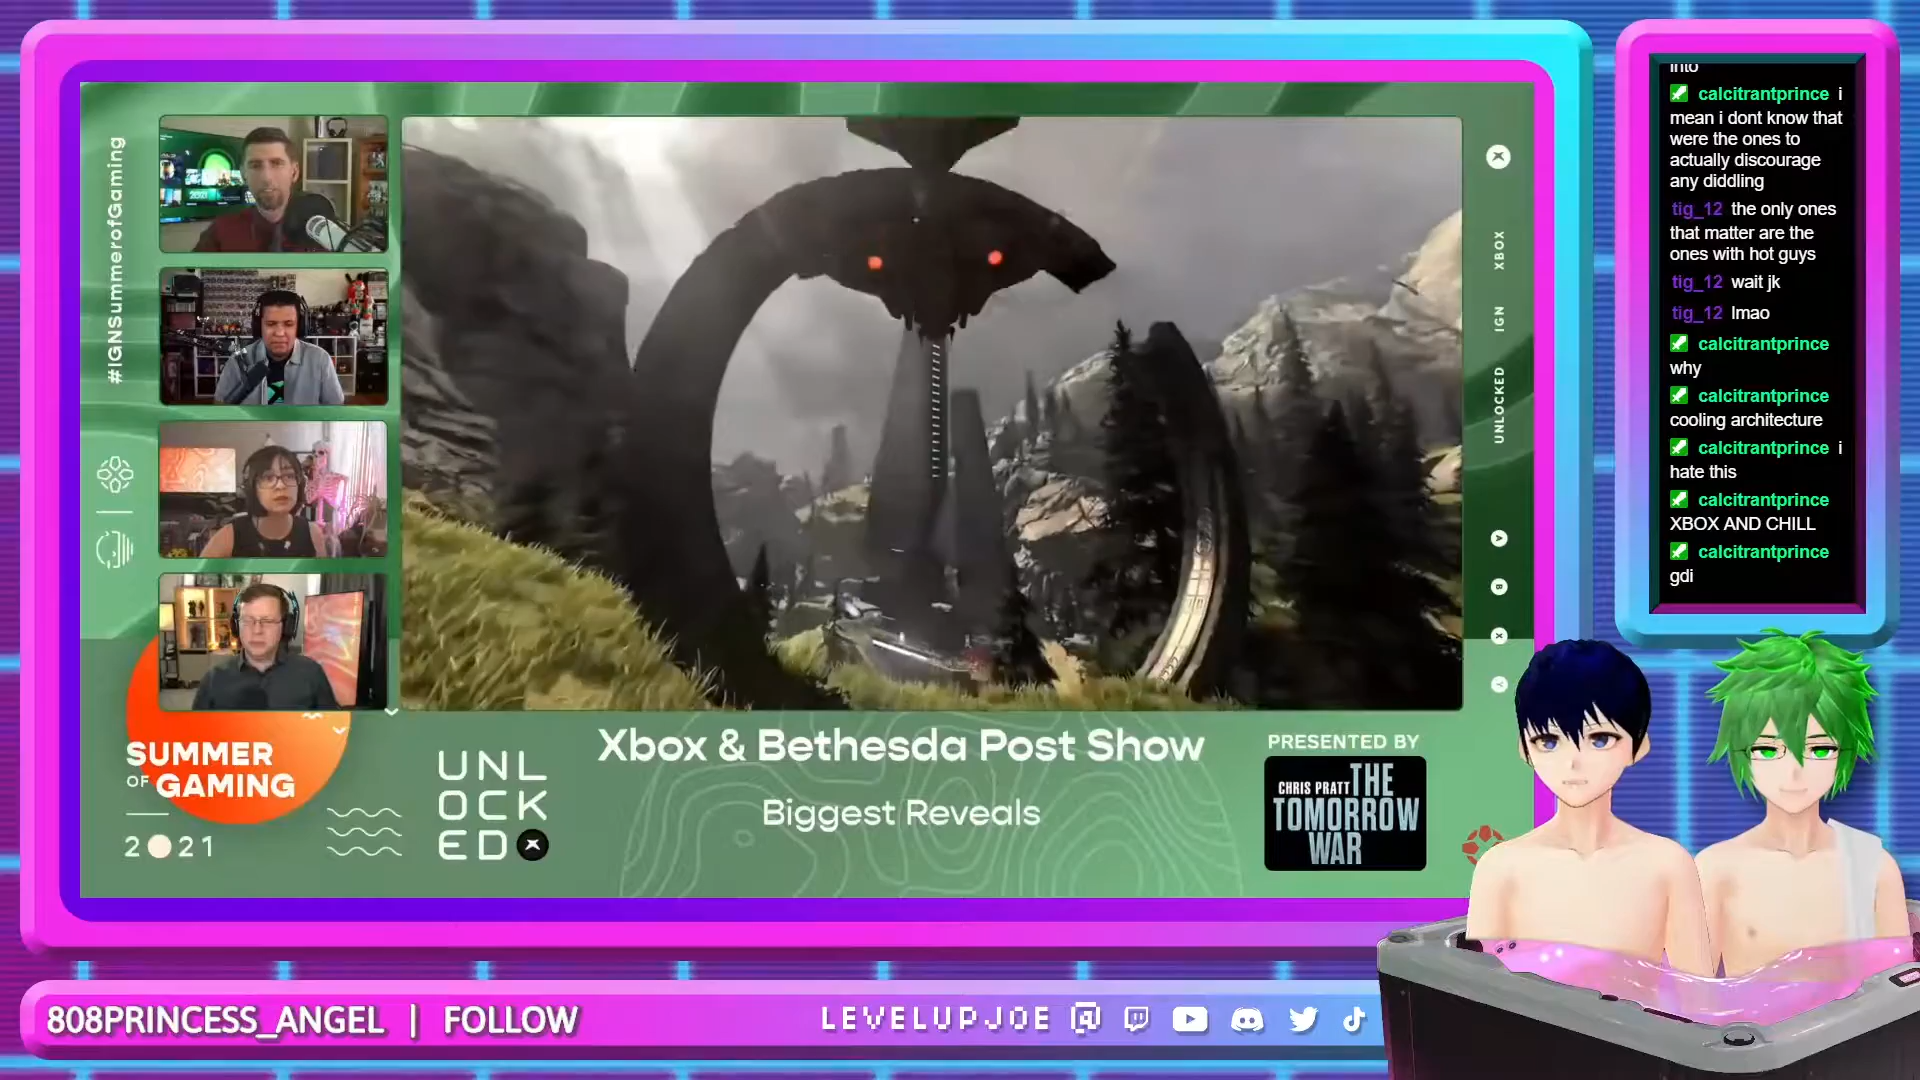 #IGNSummerofGaming
XBOX
IGN
UNLOCKED
SUMMER
OF GAMING
2021
UNL
OCK
ED
Xbox & Bethesda Post Show
Biggest Reveals
PRESENTED BY
CHRIS PRATT THE
TOMORROW
WAR
into
calcitrantprince i
mean i dont know that
were the ones to
actually discourage
any diddling
tig_12 the only ones
that matter are the
ones with hot guys
tig_12 wait jk
tig_12 lmao
calcitrantprince
why
calcitrantprince
cooling architecture
calcitrantprince i
hate this
calcitrantprince
XBOX AND CHILL
calcitrantprince
gdi
808PRINCESS_ANGEL | FOLLOW
LEVELUPJOE @